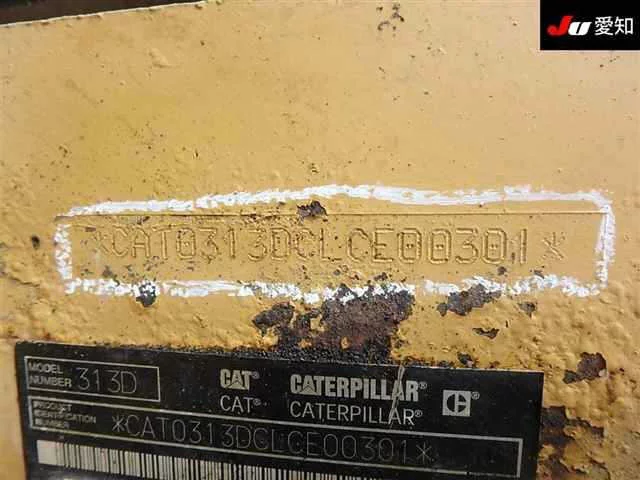 JU 愛知
*CAT0313DCLCE00301*
MODEL NUMBER 313D
CAT® CATERPILLAR®
CAT® CATERPILLAR® C
PRODUCT IDENTIFICATION NUMBER *CAT0313DCLCE00301*